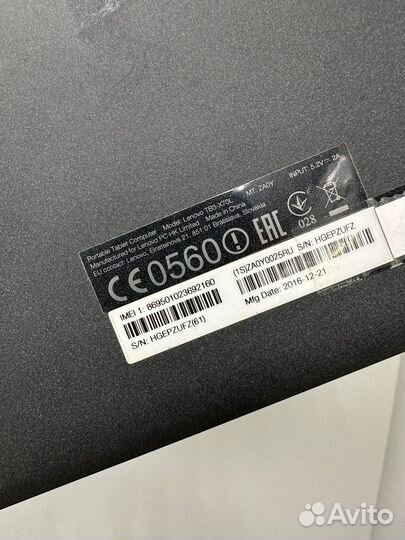 Portable Tablet Computer Model: Lenovo TB3-X70L MT: ZA0Y INPUT: 5.2V⎓2A
Manufactured for Lenovo PC HK Limited Made in China
EU contact: Lenovo, Einsteinova 21, 851 01 Bratislava, Slovakia
CE0560 EAC 028
IMEI 1: 869501023692160
S/N: HGEPZUFZ(61)
(1S)ZA0Y0025RU S/N: HGEPZUFZ
Mfg Date: 2016-12-21
Avito